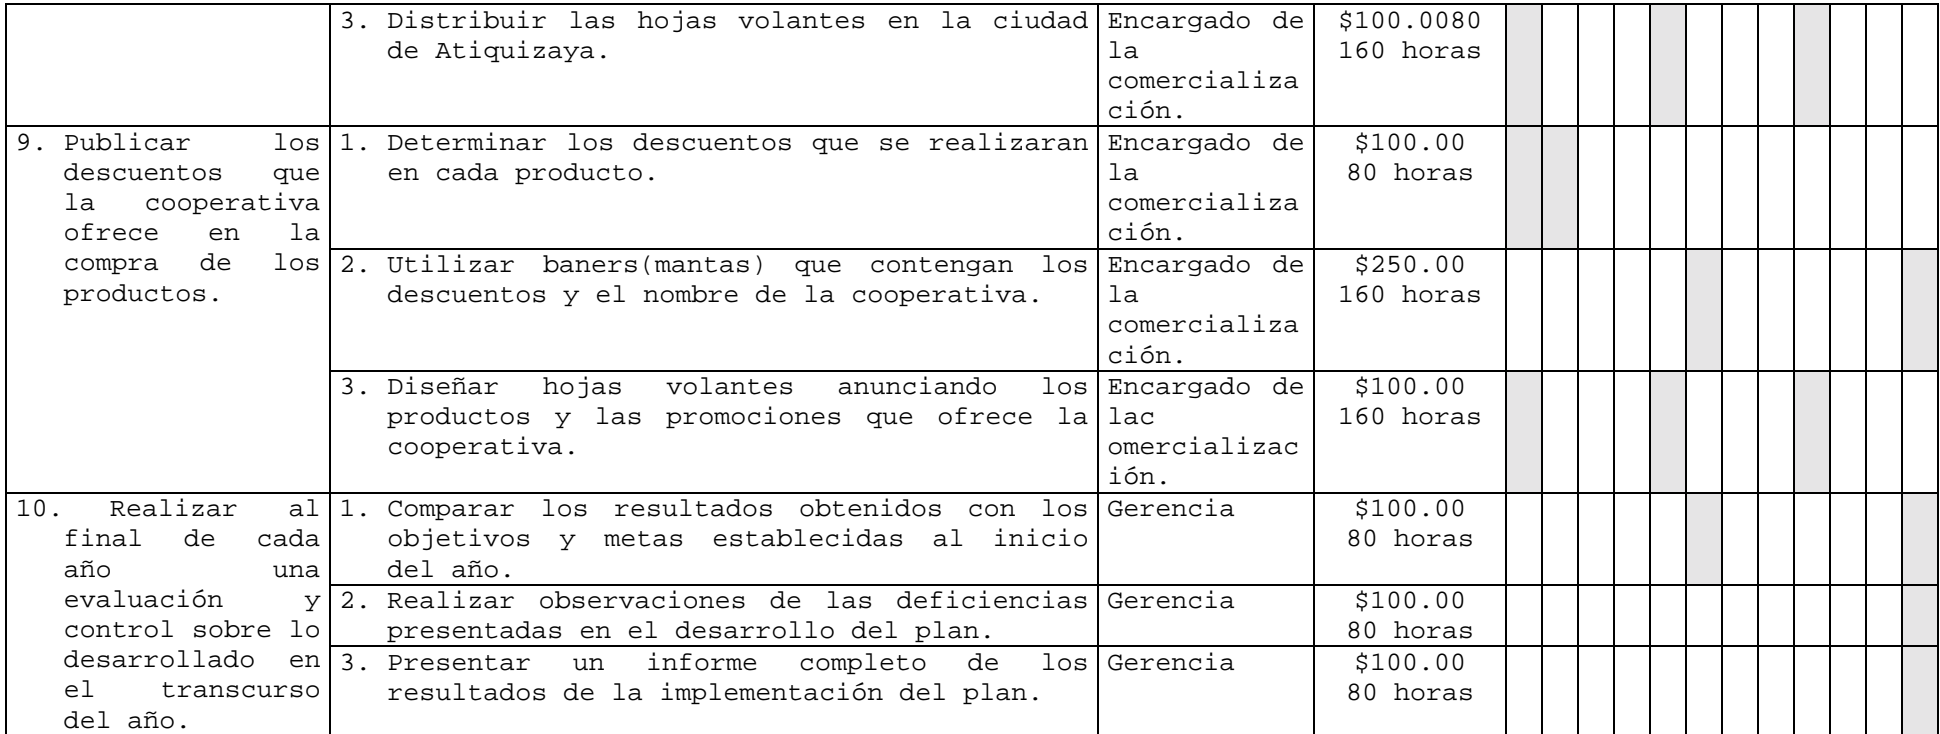 3. Distribuir las hojas volantes en la ciudad
de Atiquizaya.
Encargado de
la
comercializa
ción.
$100.0080
160 horas
9. Publicar los
descuentos que
la cooperativa
ofrece en la
compra de los
productos.
1. Determinar los descuentos que se realizaran
en cada producto.
Encargado de
la
comercializa
ción.
$100.00
80 horas
2. Utilizar baners(mantas) que contengan los
descuentos y el nombre de la cooperativa.
Encargado de
la
comercializa
ción.
$250.00
160 horas
3. Diseñar hojas volantes anunciando los
productos y las promociones que ofrece la
cooperativa.
Encargado de
lac
omercializac
ión.
$100.00
160 horas
10. Realizar al
final de cada
año una
evaluación y
control sobre lo
desarrollado en
el transcurso
del año.
1. Comparar los resultados obtenidos con los
objetivos y metas establecidas al inicio
del año.
Gerencia
$100.00
80 horas
2. Realizar observaciones de las deficiencias
presentadas en el desarrollo del plan.
Gerencia
$100.00
80 horas
3. Presentar un informe completo de los
resultados de la implementación del plan.
Gerencia
$100.00
80 horas